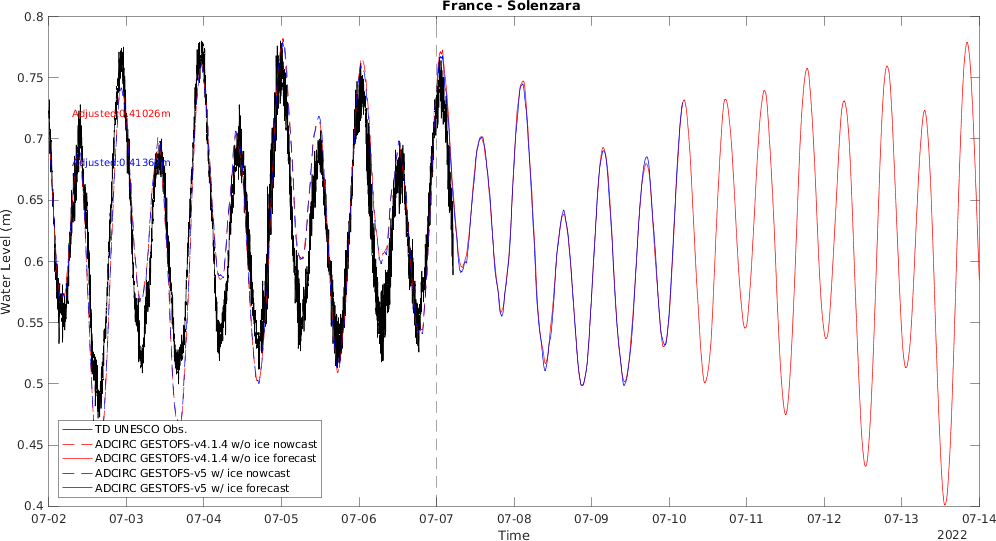 France - Solenzara
0.8
0.75
0.7
0.65
0.6
0.55
0.5
0.45
0.4
Water Level (m)
Adjusted:0.41026m
TD UNESCO Obs.
ADCIRC GESTOFS-v4.1.4 w/o ice nowcast
ADCIRC GESTOFS-v4.1.4 w/o ice forecast
ADCIRC GESTOFS-v5 w/ ice nowcast
ADCIRC GESTOFS-v5 w/ ice forecast
07-02 07-03 07-04 07-05 07-06 07-07 07-08 07-09 07-10 07-11 07-12 07-13 07-14
Time
2022